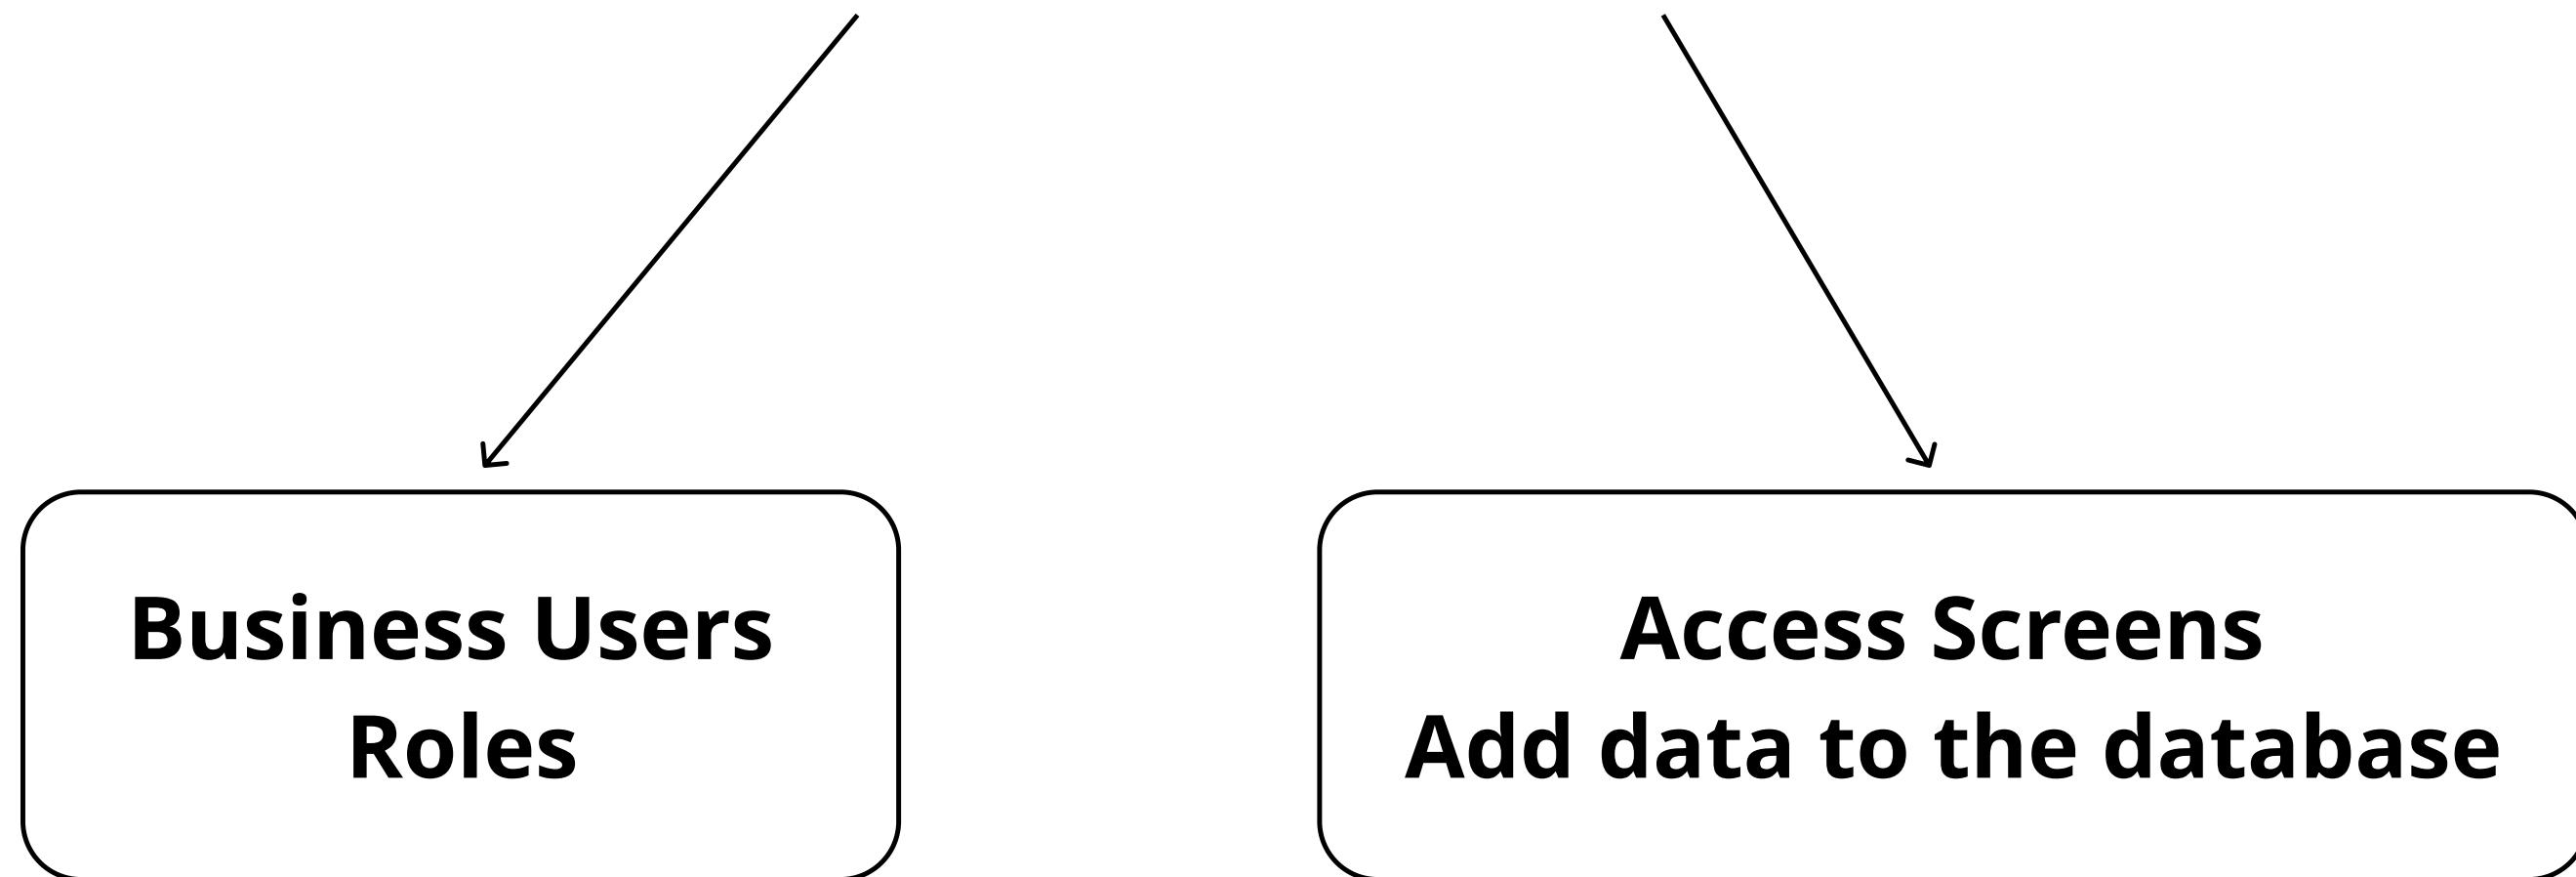 Business Users
Roles
Access Screens
Add data to the database